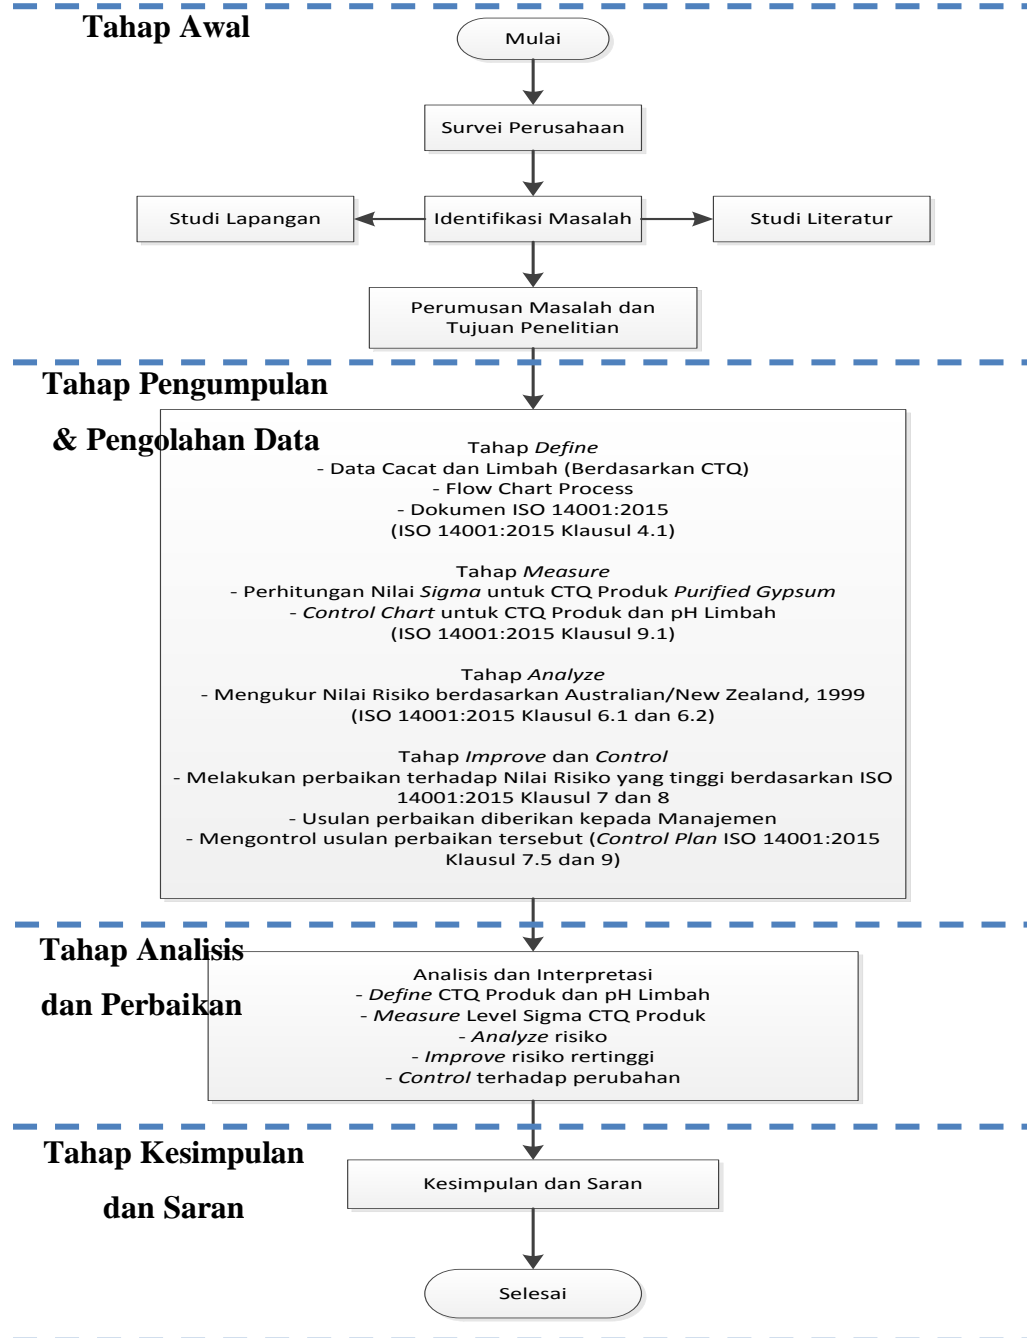 Tahap Awal
Mulai
Survei Perusahaan
Studi Lapangan
Identifikasi Masalah
Studi Literatur
Perumusan Masalah dan
Tujuan Penelitian
Tahap Pengumpulan
& Pengolahan Data
Tahap Define
- Data Cacat dan Limbah (Berdasarkan CTQ)
- Flow Chart Process
- Dokumen ISO 14001:2015
(ISO 14001:2015 Klausul 4.1)
Tahap Measure
- Perhitungan Nilai Sigma untuk CTQ Produk Purified Gypsum
- Control Chart untuk CTQ Produk dan pH Limbah
(ISO 14001:2015 Klausul 9.1)
Tahap Analyze
- Mengukur Nilai Risiko berdasarkan Australian/New Zealand, 1999
(ISO 14001:2015 Klausul 6.1 dan 6.2)
Tahap Improve dan Control
- Melakukan perbaikan terhadap Nilai Risiko yang tinggi berdasarkan ISO
14001:2015 Klausul 7 dan 8
- Usulan perbaikan diberikan kepada Manajemen
- Mengontrol usulan perbaikan tersebut (Control Plan ISO 14001:2015
Klausul 7.5 dan 9)
Tahap Analisis
dan Perbaikan
Analisis dan Interpretasi
- Define CTQ Produk dan pH Limbah
- Measure Level Sigma CTQ Produk
- Analyze risiko
- Improve risiko rertinggi
- Control terhadap perubahan
Tahap Kesimpulan
dan Saran
Kesimpulan dan Saran
Selesai